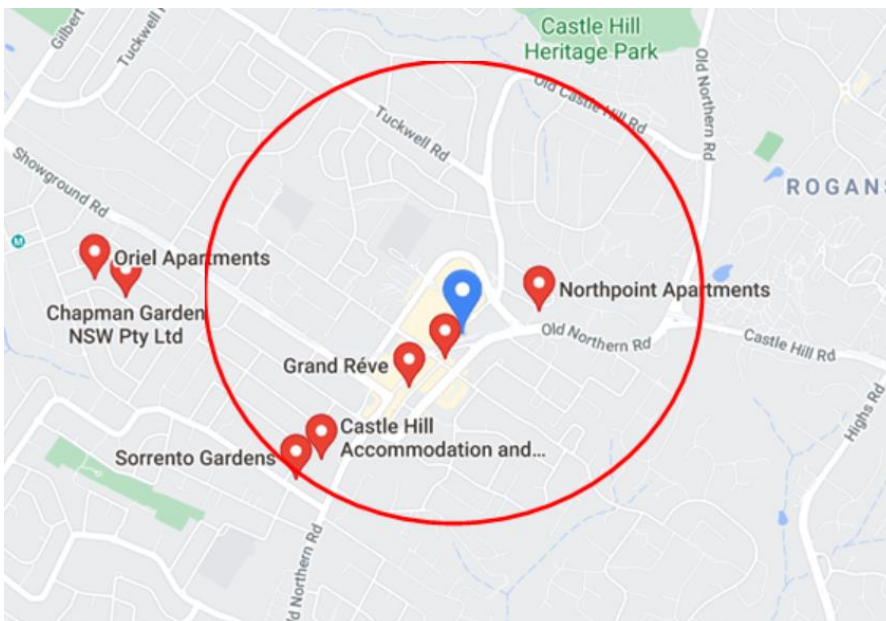 Gilbert
Tuckwell
Castle Hill
Heritage Park
Old Castle Hill Rd
Old Northern Rd
Tuckwell Rd
Showground Rd
ROGANS
M
Oriel Apartments
Chapman Garden
NSW Pty Ltd
Northpoint Apartments
Old Northern Rd
Castle Hill Rd
Grand Réve
Highs Rd
Castle Hill
Accommodation and...
Sorrento Gardens
d Northern Rd